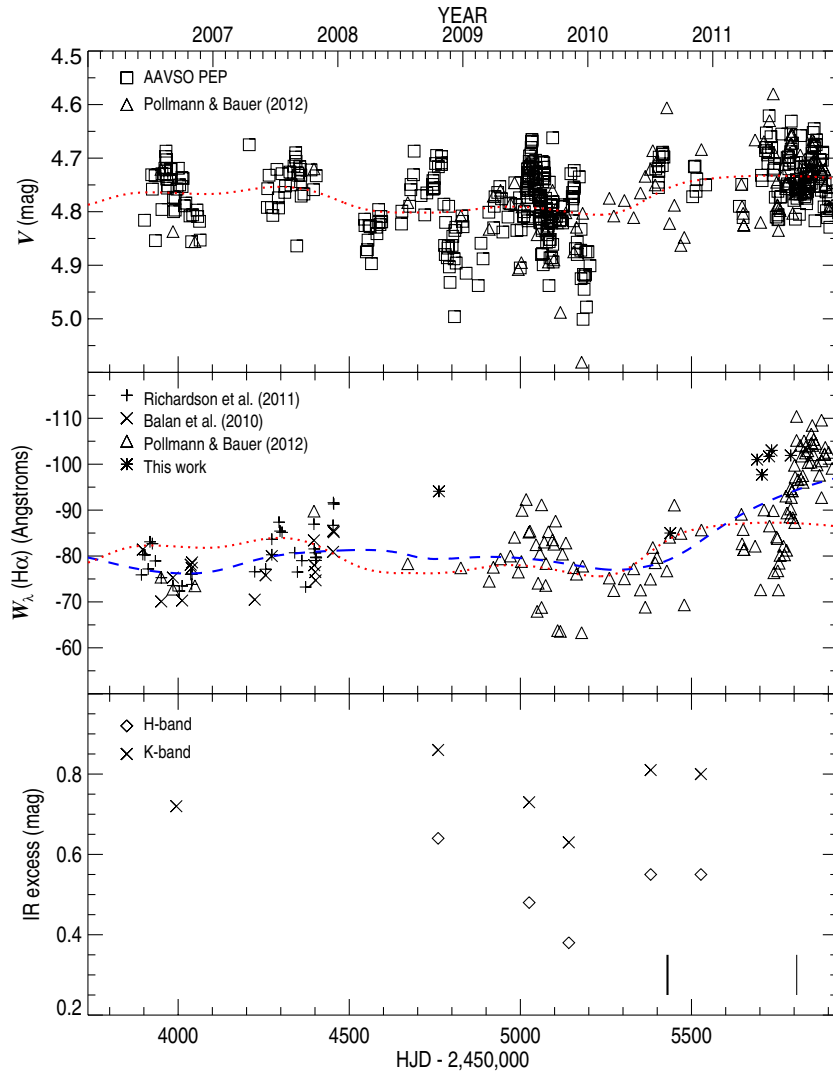 YEAR
2007 2008 2009 2010 2011
4.5
AAVSO PEP
4.6
Pollmann & Bauer (2012)
4.7
V (mag)
4.8
4.9
5.0
Richardson et al. (2011)
-110
Balan et al. (2010)
Pollmann & Bauer (2012)
-100
This work
-90
Wλ (Hα) (Angstroms)
-80
-70
-60
H-band
K-band
0.8
IR excess (mag)
0.6
0.4
0.2
4000 4500 5000 5500
HJD - 2,450,000